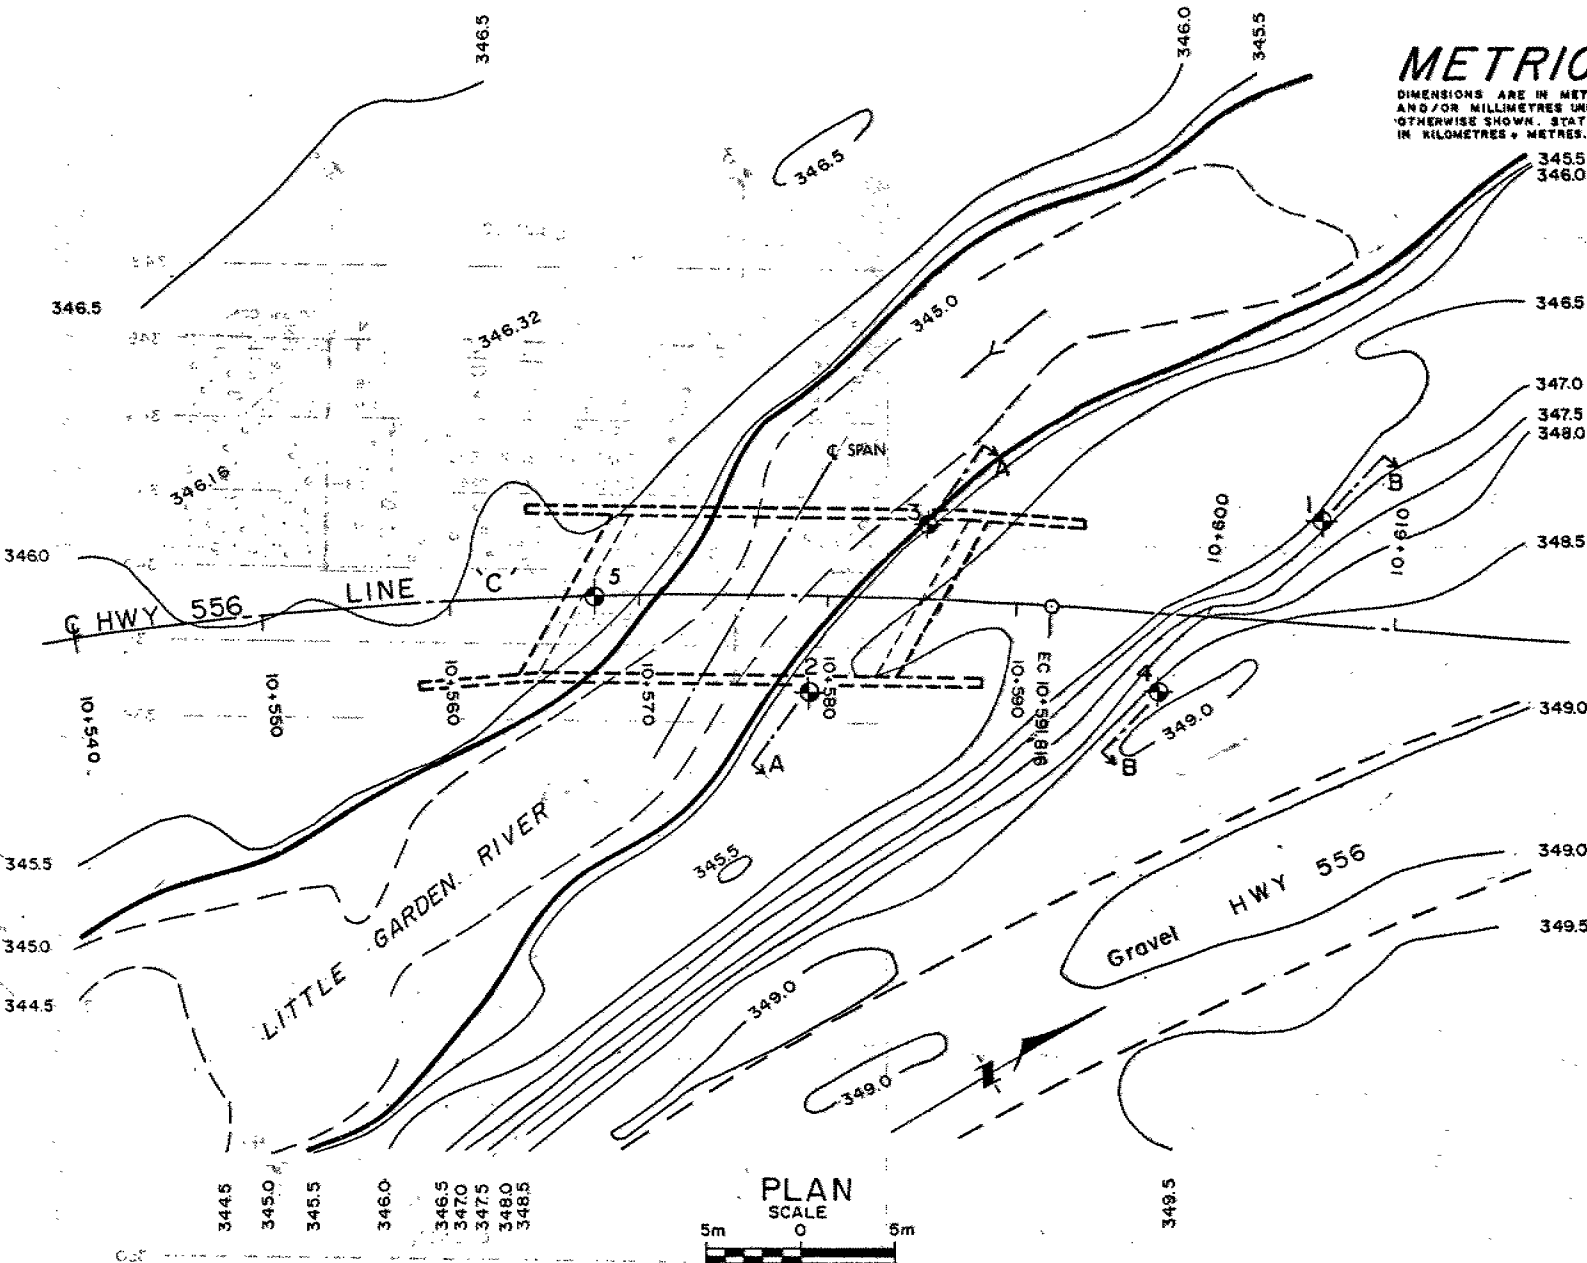 346.5
346.0
345.5
METRIC
DIMENSIONS ARE IN MET
AND/OR MILLIMETRES UN
OTHERWISE SHOWN. STAT
IN KILOMETRES + METRES.
345.5
346.0
346.5
346.5
346.5
346.32
345.0
347.0
347.5
348.0
℄ SPAN
A
B
346.16
3
1
10+600
10+610
348.5
3460
LINE 'C'
5
℄ HWY 556
2
4
10+540
10+550
10+560
10+570
10+580
10+590
EC 10+591.816
349.0
349.0
A
B
345.5
LITTLE GARDEN RIVER
345.5
HWY 556
349.0
Gravel
349.5
345.0
344.5
349.0
349.0
344.5
345.0
345.5
346.0
346.5
347.0
347.5
348.0
348.5
349.5
PLAN
SCALE
5m 0 5m